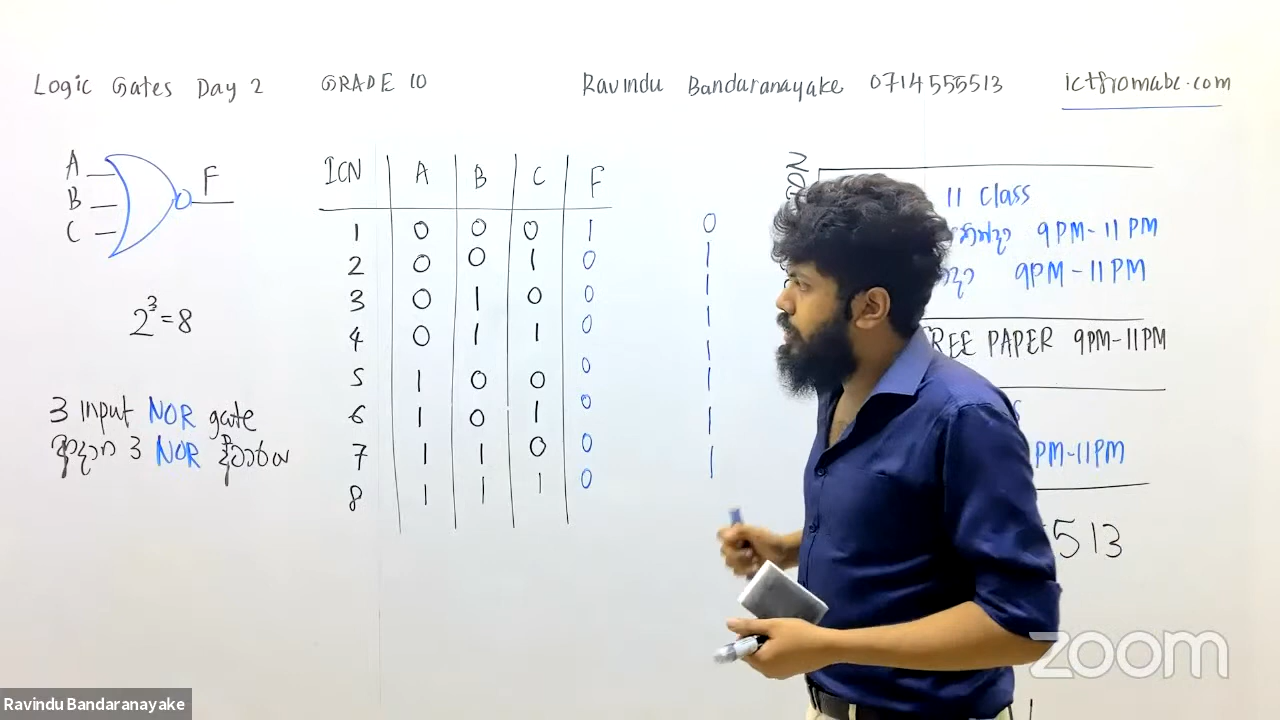 Logic Gates Day 2 GRADE 10 Ravindu Bandaranayake 0714555513 ictfromabc.com
A
B
C
F
2³=8
3 input NOR gate
3 NOR
ICN A B C F
1 0 0 0 1 0
2 0 0 1 0 1
3 0 1 0 0 1
4 0 1 1 0 1
5 1 0 0 0 1
6 1 0 1 0 1
7 1 1 0 0 1
8 1 1 1 0 1
11 Class
9PM-11PM
9PM-11PM
REE PAPER 9PM-11PM
PM-11PM
513
zoom
Ravindu Bandaranayake